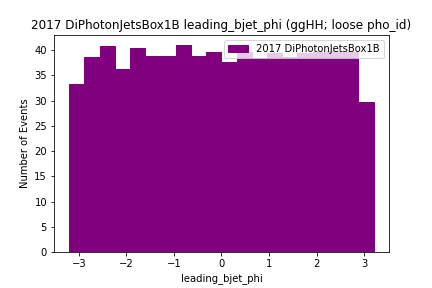 2017 DiPhotonJetsBox1B leading_bjet_phi (ggHH; loose pho_id)
2017 DiPhotonJetsBox1B
40
35
30
25
20
15
10
5
0
Number of Events
−3 −2 −1 0 1 2 3
leading_bjet_phi